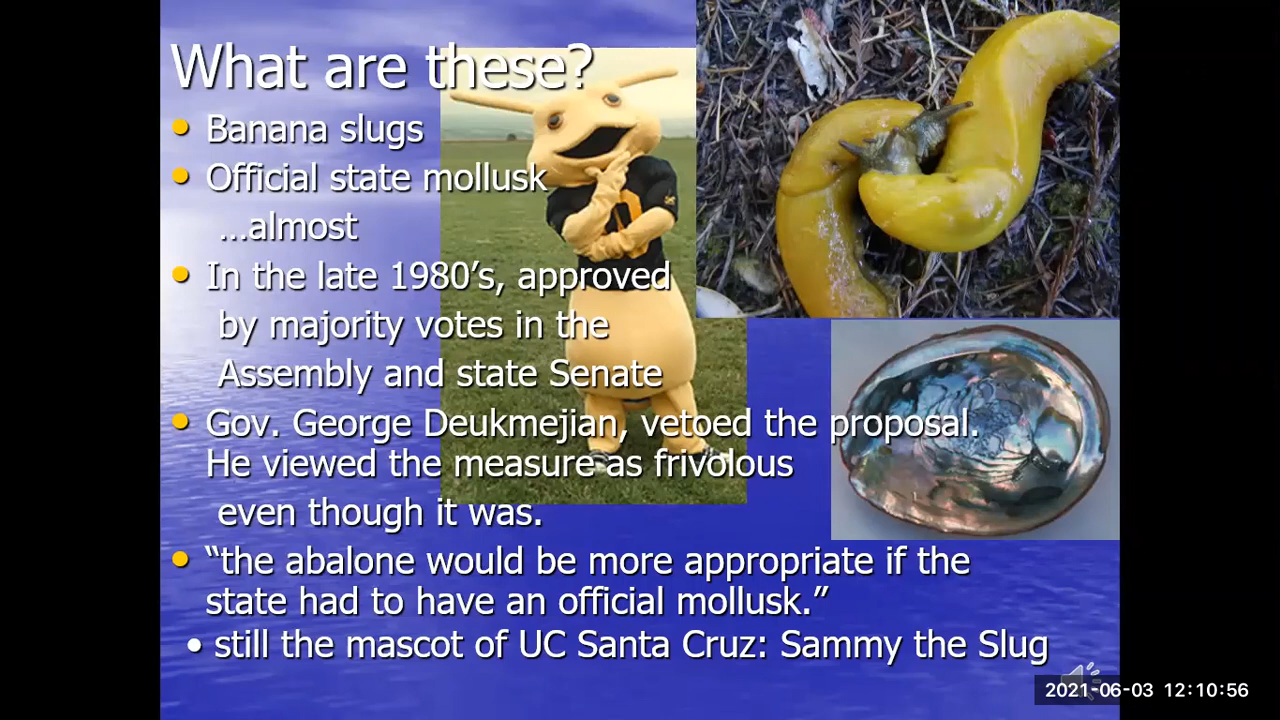 What are these?
• Banana slugs
• Official state mollusk
…almost
• In the late 1980’s, approved
by majority votes in the
Assembly and state Senate
• Gov. George Deukmejian, vetoed the proposal.
He viewed the measure as frivolous
even though it was.
• “the abalone would be more appropriate if the
state had to have an official mollusk.”
• still the mascot of UC Santa Cruz: Sammy the Slug
2021-06-03 12:10:56